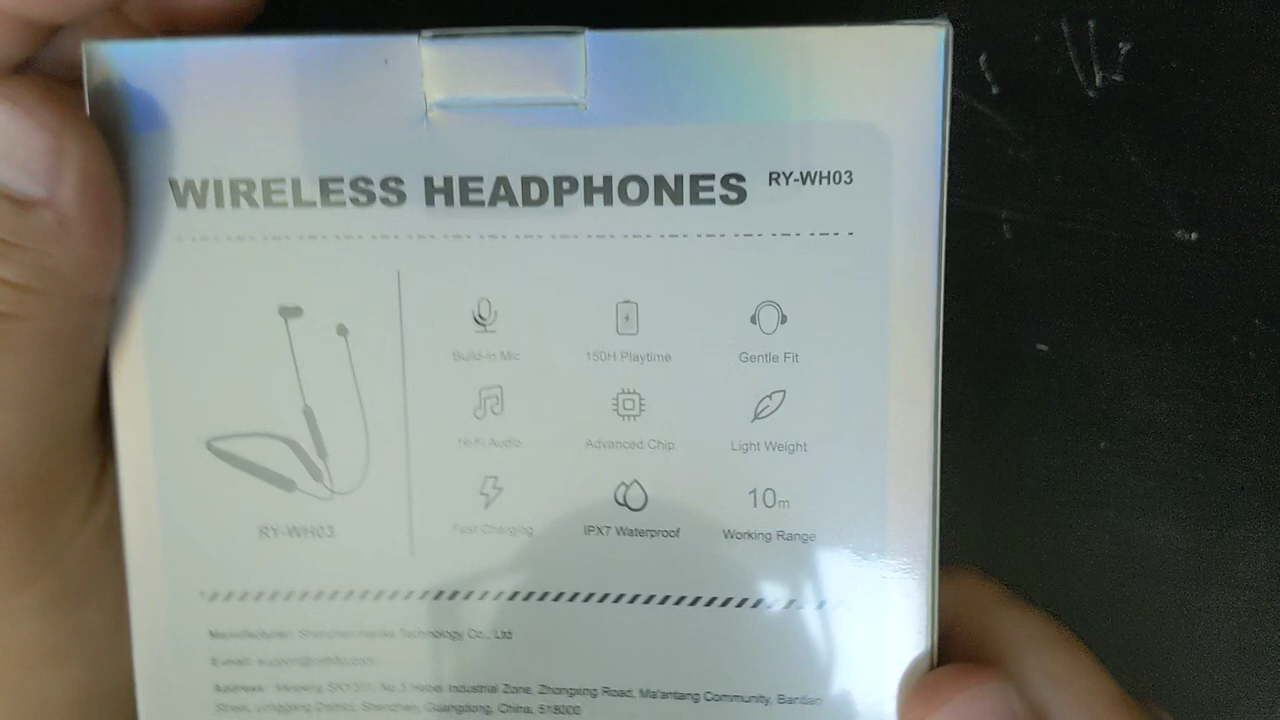 WIRELESS HEADPHONES RY-WH03
Build-in Mic
150H Playtime
Gentle Fit
Hi-Fi Audio
Advanced Chip
Light Weight
Fast Charging
IPX7 Waterproof
10m
Working Range
RY-WH03
Manufacturer: Shenzhen Technology Co., Ltd
E-mail:
Address: No.3 Industrial Zone, Zhongxing Road, Ma'antang Community, Bantian
Street, Longgang District, Shenzhen, Guangdong, China, 518000